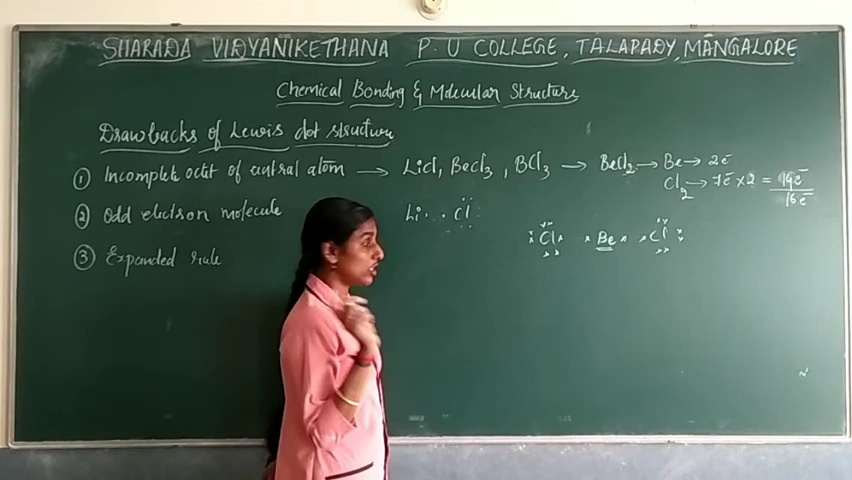 SHARADA VIDYANIKETHANA P.U COLLEGE, TALAPADY, MANGALORE
Chemical Bonding & Molecular Structure
Drawbacks of Lewis dot structure
① Incomplete octet of central atom → LiCl, BeCl3, BCl3 → BeCl2 → Be → 2e⁻
Cl2 → 7e⁻ × 2 = 14e⁻
16e⁻
② Odd electron molecule Li Cl
Cl Be Cl
③ Expanded rule